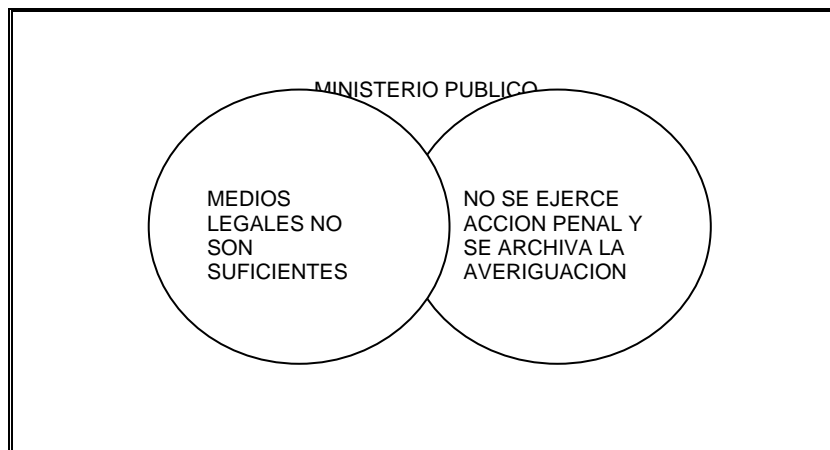 MINISTERIO PUBLICO
MEDIOS
LEGALES NO
SON
SUFICIENTES
NO SE EJERCE
ACCION PENAL Y
SE ARCHIVA LA
AVERIGUACION